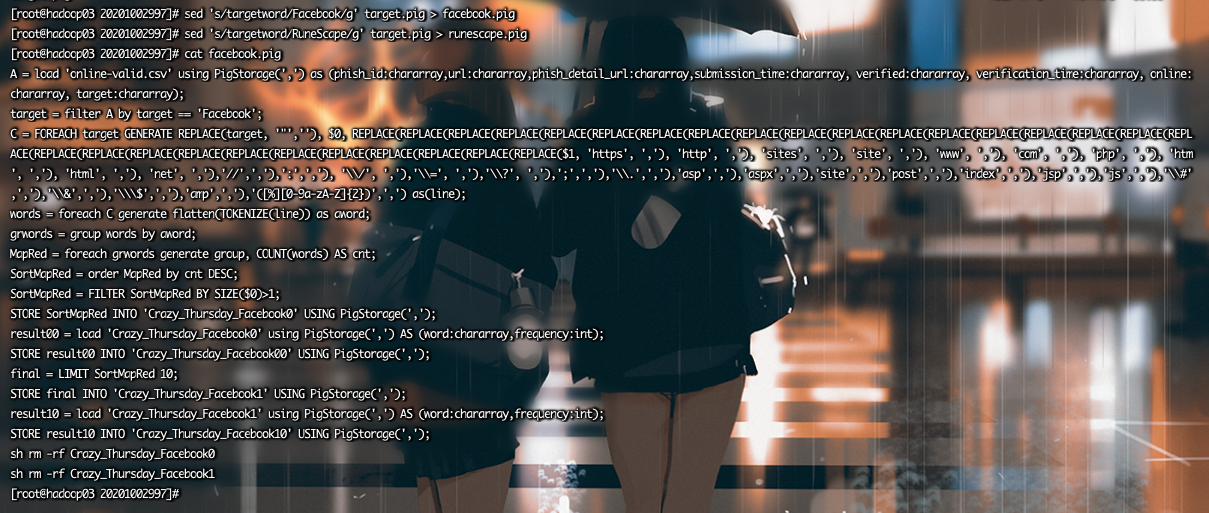 [root@hadoop03 20201002997]# sed 's/targetword/Facebook/g' target.pig > facebook.pig
[root@hadoop03 20201002997]# sed 's/targetword/RuneScape/g' target.pig > runescape.pig
[root@hadoop03 20201002997]# cat facebook.pig
A = load 'online-valid.csv' using PigStorage(',') as (phish_id:chararray,url:chararray,phish_detail_url:chararray,submission_time:chararray, verified:chararray, verification_time:chararray, online:
chararray, target:chararray);
target = filter A by target == 'Facebook';
C = FOREACH target GENERATE REPLACE(target, '"',''), $0, REPLACE(REPLACE(REPLACE(REPLACE(REPLACE(REPLACE(REPLACE(REPLACE(REPLACE(REPLACE(REPLACE(REPLACE(REPLACE(REPLACE(REPLACE(REPLACE(REPLACE(REPL
ACE(REPLACE(REPLACE(REPLACE(REPLACE(REPLACE(REPLACE(REPLACE(REPLACE(REPLACE(REPLACE($1, 'https', ','), 'http', ','), 'sites', ','), 'site', ','), 'www', ','), 'com', ','), 'php', ','), 'htm
', ','), 'html', ','), 'net', ','),'//',','),':',','), '\\/', ','),'\\=', ','),'\\?', ','),';',','),'\\.',','),'asp',','),'aspx',','),'site',','),'post',','),'index',','),'jsp',','),'js',','),'\\#'
,','),'\\&',','),'\\\$',','),'amp',','),'([%][0-9a-zA-Z]{2})',',') as(line);
words = foreach C generate flatten(TOKENIZE(line)) as aword;
grwords = group words by aword;
MapRed = foreach grwords generate group, COUNT(words) AS cnt;
SortMapRed = order MapRed by cnt DESC;
SortMapRed = FILTER SortMapRed BY SIZE($0)>1;
STORE SortMapRed INTO 'Crazy_Thursday_Facebook0' USING PigStorage(',');
result00 = load 'Crazy_Thursday_Facebook0' using PigStorage(',') AS (word:chararray,frequency:int);
STORE result00 INTO 'Crazy_Thursday_Facebook00' USING PigStorage(',');
final = LIMIT SortMapRed 10;
STORE final INTO 'Crazy_Thursday_Facebook1' USING PigStorage(',');
result10 = load 'Crazy_Thursday_Facebook1' using PigStorage(',') AS (word:chararray,frequency:int);
STORE result10 INTO 'Crazy_Thursday_Facebook10' USING PigStorage(',');
sh rm -rf Crazy_Thursday_Facebook0
sh rm -rf Crazy_Thursday_Facebook1
[root@hadoop03 20201002997]#